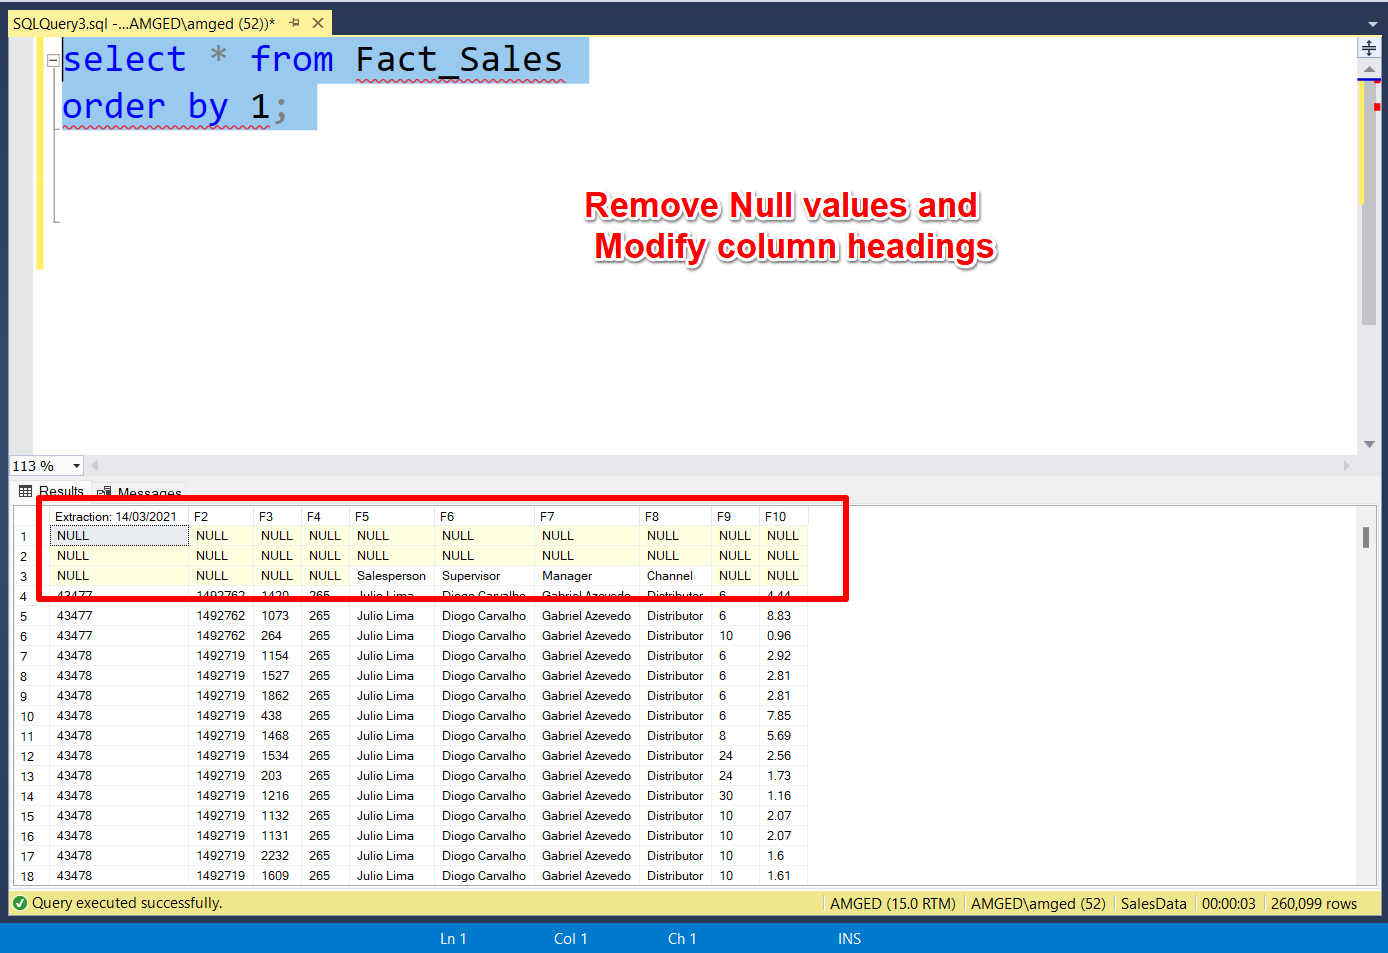 SQLQuery3.sql -...AMGED\amged (52))*
select * from Fact_Sales
order by 1;
Remove Null values and
Modify column headings
113 %
Results Messages
Extraction: 14/03/2021 F2 F3 F4 F5 F6 F7 F8 F9 F10
1 NULL NULL NULL NULL NULL NULL NULL NULL NULL NULL
2 NULL NULL NULL NULL NULL NULL NULL NULL NULL NULL
3 NULL NULL NULL NULL Salesperson Supervisor Manager Channel NULL NULL
4 43477 1492762 1420 265 Julio Lima Diogo Carvalho Gabriel Azevedo Distributor 6 4.44
5 43477 1492762 1073 265 Julio Lima Diogo Carvalho Gabriel Azevedo Distributor 6 8.83
6 43477 1492762 264 265 Julio Lima Diogo Carvalho Gabriel Azevedo Distributor 10 0.96
7 43478 1492719 1154 265 Julio Lima Diogo Carvalho Gabriel Azevedo Distributor 6 2.92
8 43478 1492719 1527 265 Julio Lima Diogo Carvalho Gabriel Azevedo Distributor 6 2.81
9 43478 1492719 1862 265 Julio Lima Diogo Carvalho Gabriel Azevedo Distributor 6 2.81
10 43478 1492719 438 265 Julio Lima Diogo Carvalho Gabriel Azevedo Distributor 6 7.85
11 43478 1492719 1468 265 Julio Lima Diogo Carvalho Gabriel Azevedo Distributor 8 5.69
12 43478 1492719 1534 265 Julio Lima Diogo Carvalho Gabriel Azevedo Distributor 24 2.56
13 43478 1492719 203 265 Julio Lima Diogo Carvalho Gabriel Azevedo Distributor 24 1.73
14 43478 1492719 1216 265 Julio Lima Diogo Carvalho Gabriel Azevedo Distributor 30 1.16
15 43478 1492719 1132 265 Julio Lima Diogo Carvalho Gabriel Azevedo Distributor 10 2.07
16 43478 1492719 1131 265 Julio Lima Diogo Carvalho Gabriel Azevedo Distributor 10 2.07
17 43478 1492719 2232 265 Julio Lima Diogo Carvalho Gabriel Azevedo Distributor 10 1.6
18 43478 1492719 1609 265 Julio Lima Diogo Carvalho Gabriel Azevedo Distributor 10 1.61
Query executed successfully. AMGED (15.0 RTM) AMGED\amged (52) SalesData 00:00:03 260,099 rows
Ln 1 Col 1 Ch 1 INS